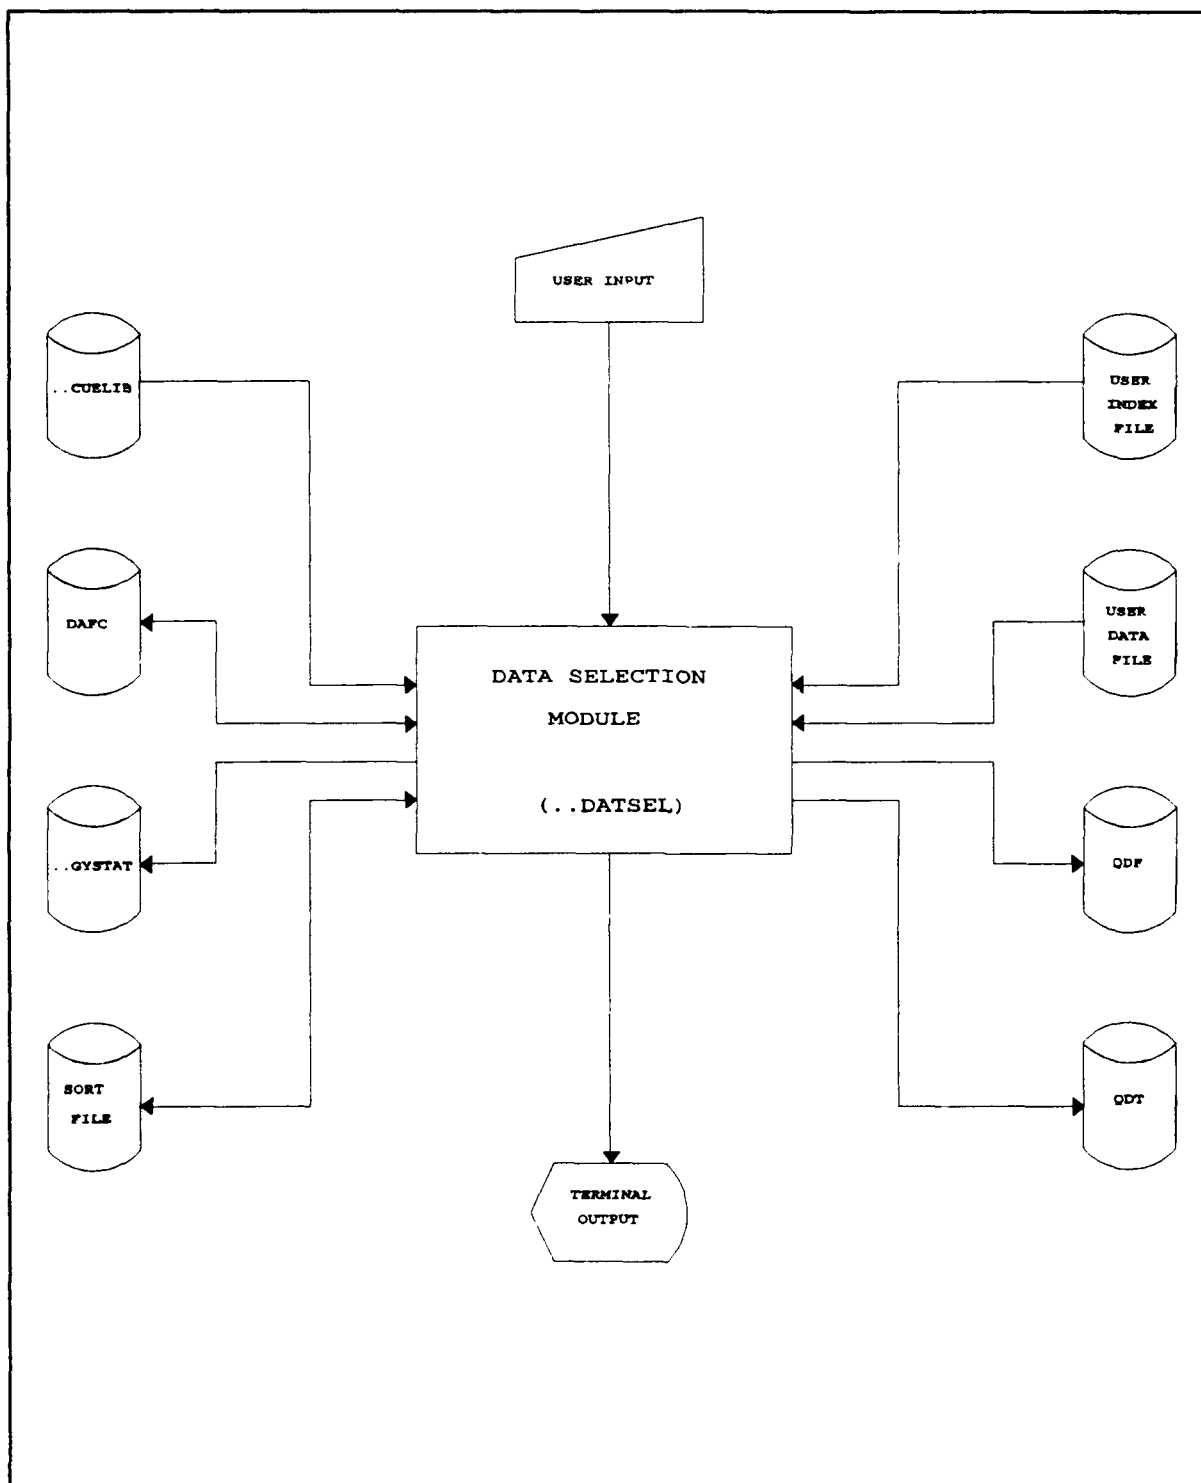 USER INPUT
..CUELIB
USER
INDEX
FILE
DAFC
USER
DATA
FILE
DATA SELECTION
MODULE
(..DATSEL)
..GYSTAT
QDF
SORT
FILE
QDT
TERMINAL
OUTPUT